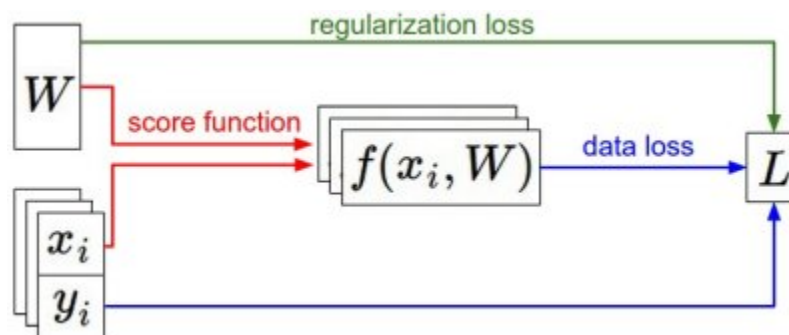 regularization loss
W
score function
f(x_i, W)
data loss
L
x_i
y_i